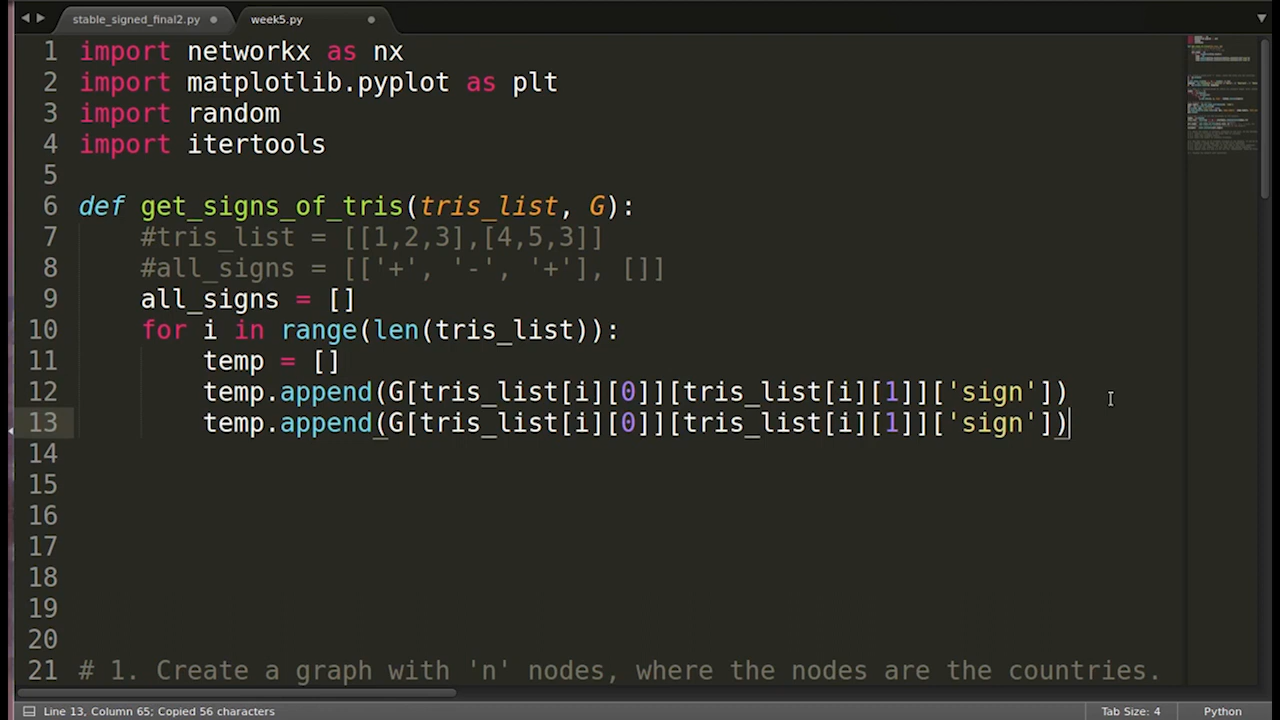 stable_signed_final2.py
week5.py
1 import networkx as nx
2 import matplotlib.pyplot as plt
3 import random
4 import itertools
5
6 def get_signs_of_tris(tris_list, G):
7 #tris_list = [[1,2,3],[4,5,3]]
8 #all_signs = [['+', '-', '+'], []]
9 all_signs = []
10 for i in range(len(tris_list)):
11 temp = []
12 temp.append(G[tris_list[i][0]][tris_list[i][1]]['sign'])
13 temp.append(G[tris_list[i][0]][tris_list[i][1]]['sign'])
14
15
16
17
18
19
20
21 # 1. Create a graph with 'n' nodes, where the nodes are the countries.
Line 13, Column 65; Copied 56 characters
Tab Size: 4
Python